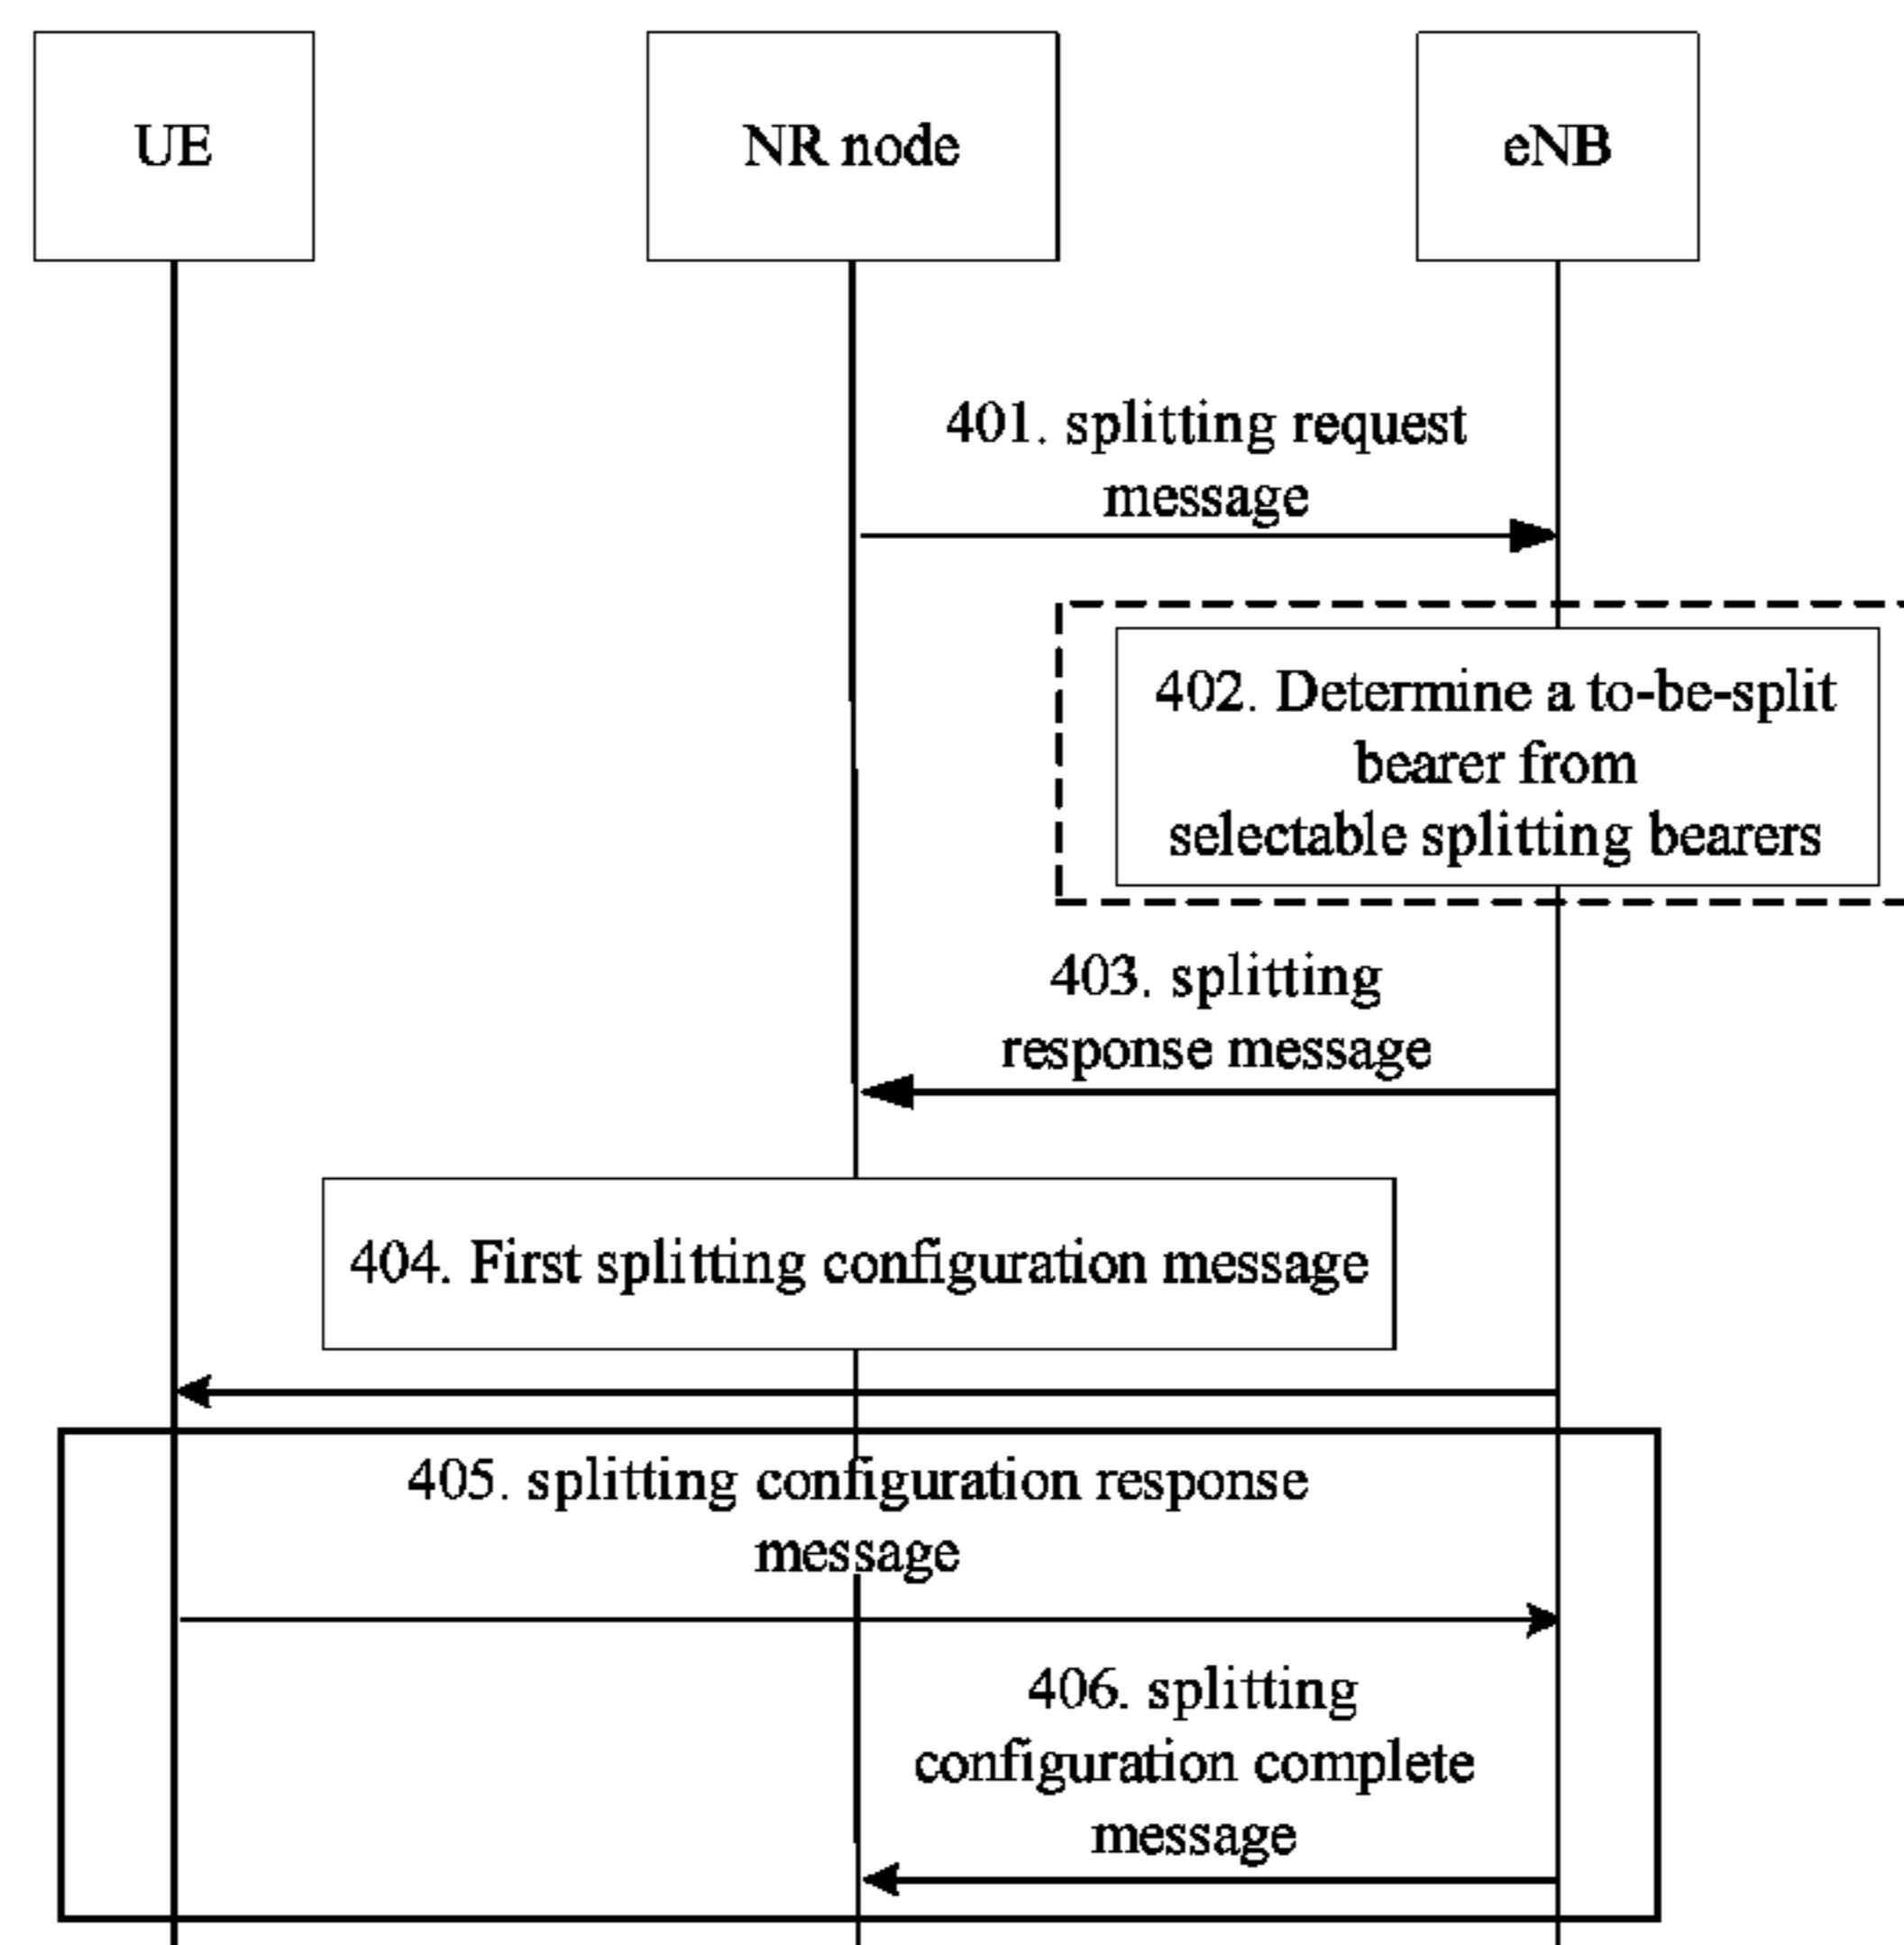 UE
NR node
eNB
401. splitting request
message
402. Determine a to-be-split
bearer from
selectable splitting bearers
403. splitting
response message
404. First splitting configuration message
405. splitting configuration response
message
406. splitting
configuration complete
message